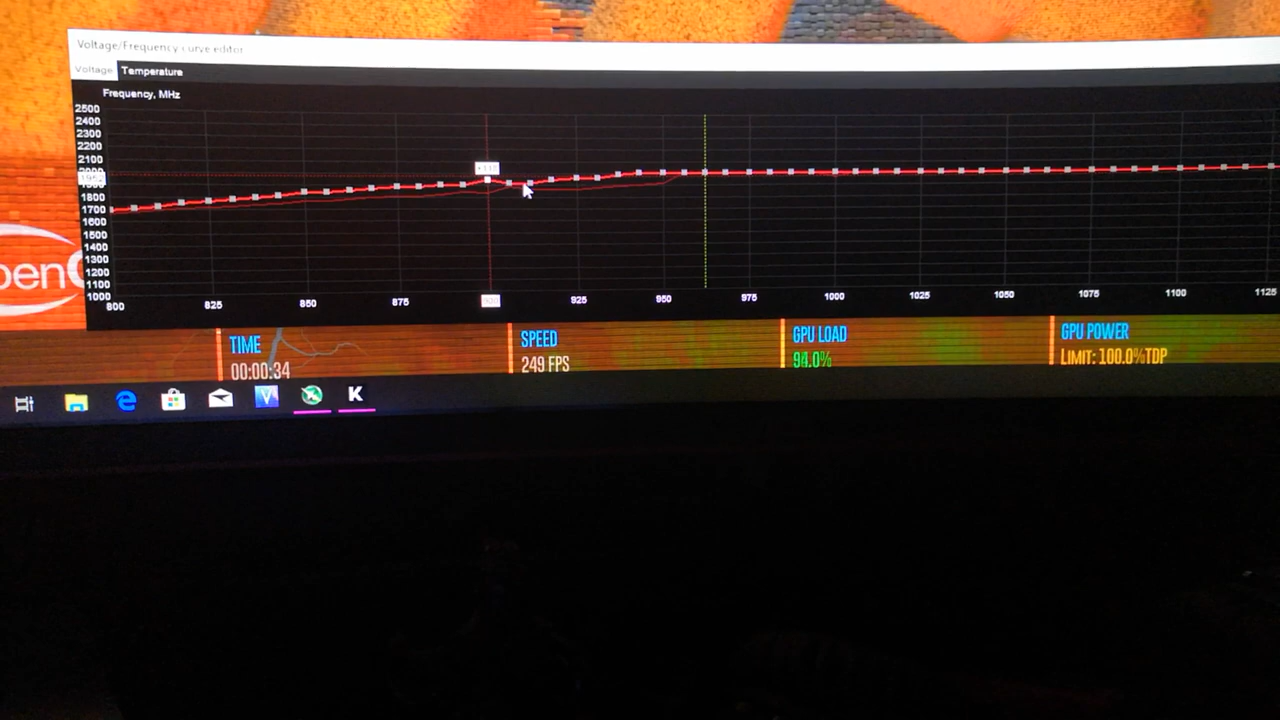 Voltage/Frequency curve editor
Voltage Temperature
Frequency, MHz
2500
2400
2300
2200
2100
2000
1900
1800
1700
1600
1500
1400
1300
1200
1100
1000
800 825 850 875 900 925 950 975 1000 1025 1050 1075 1100 1125
TIME
00:00:34
SPEED
249 FPS
GPU LOAD
94.0%
GPU POWER
LIMIT: 100.0%TDP
K